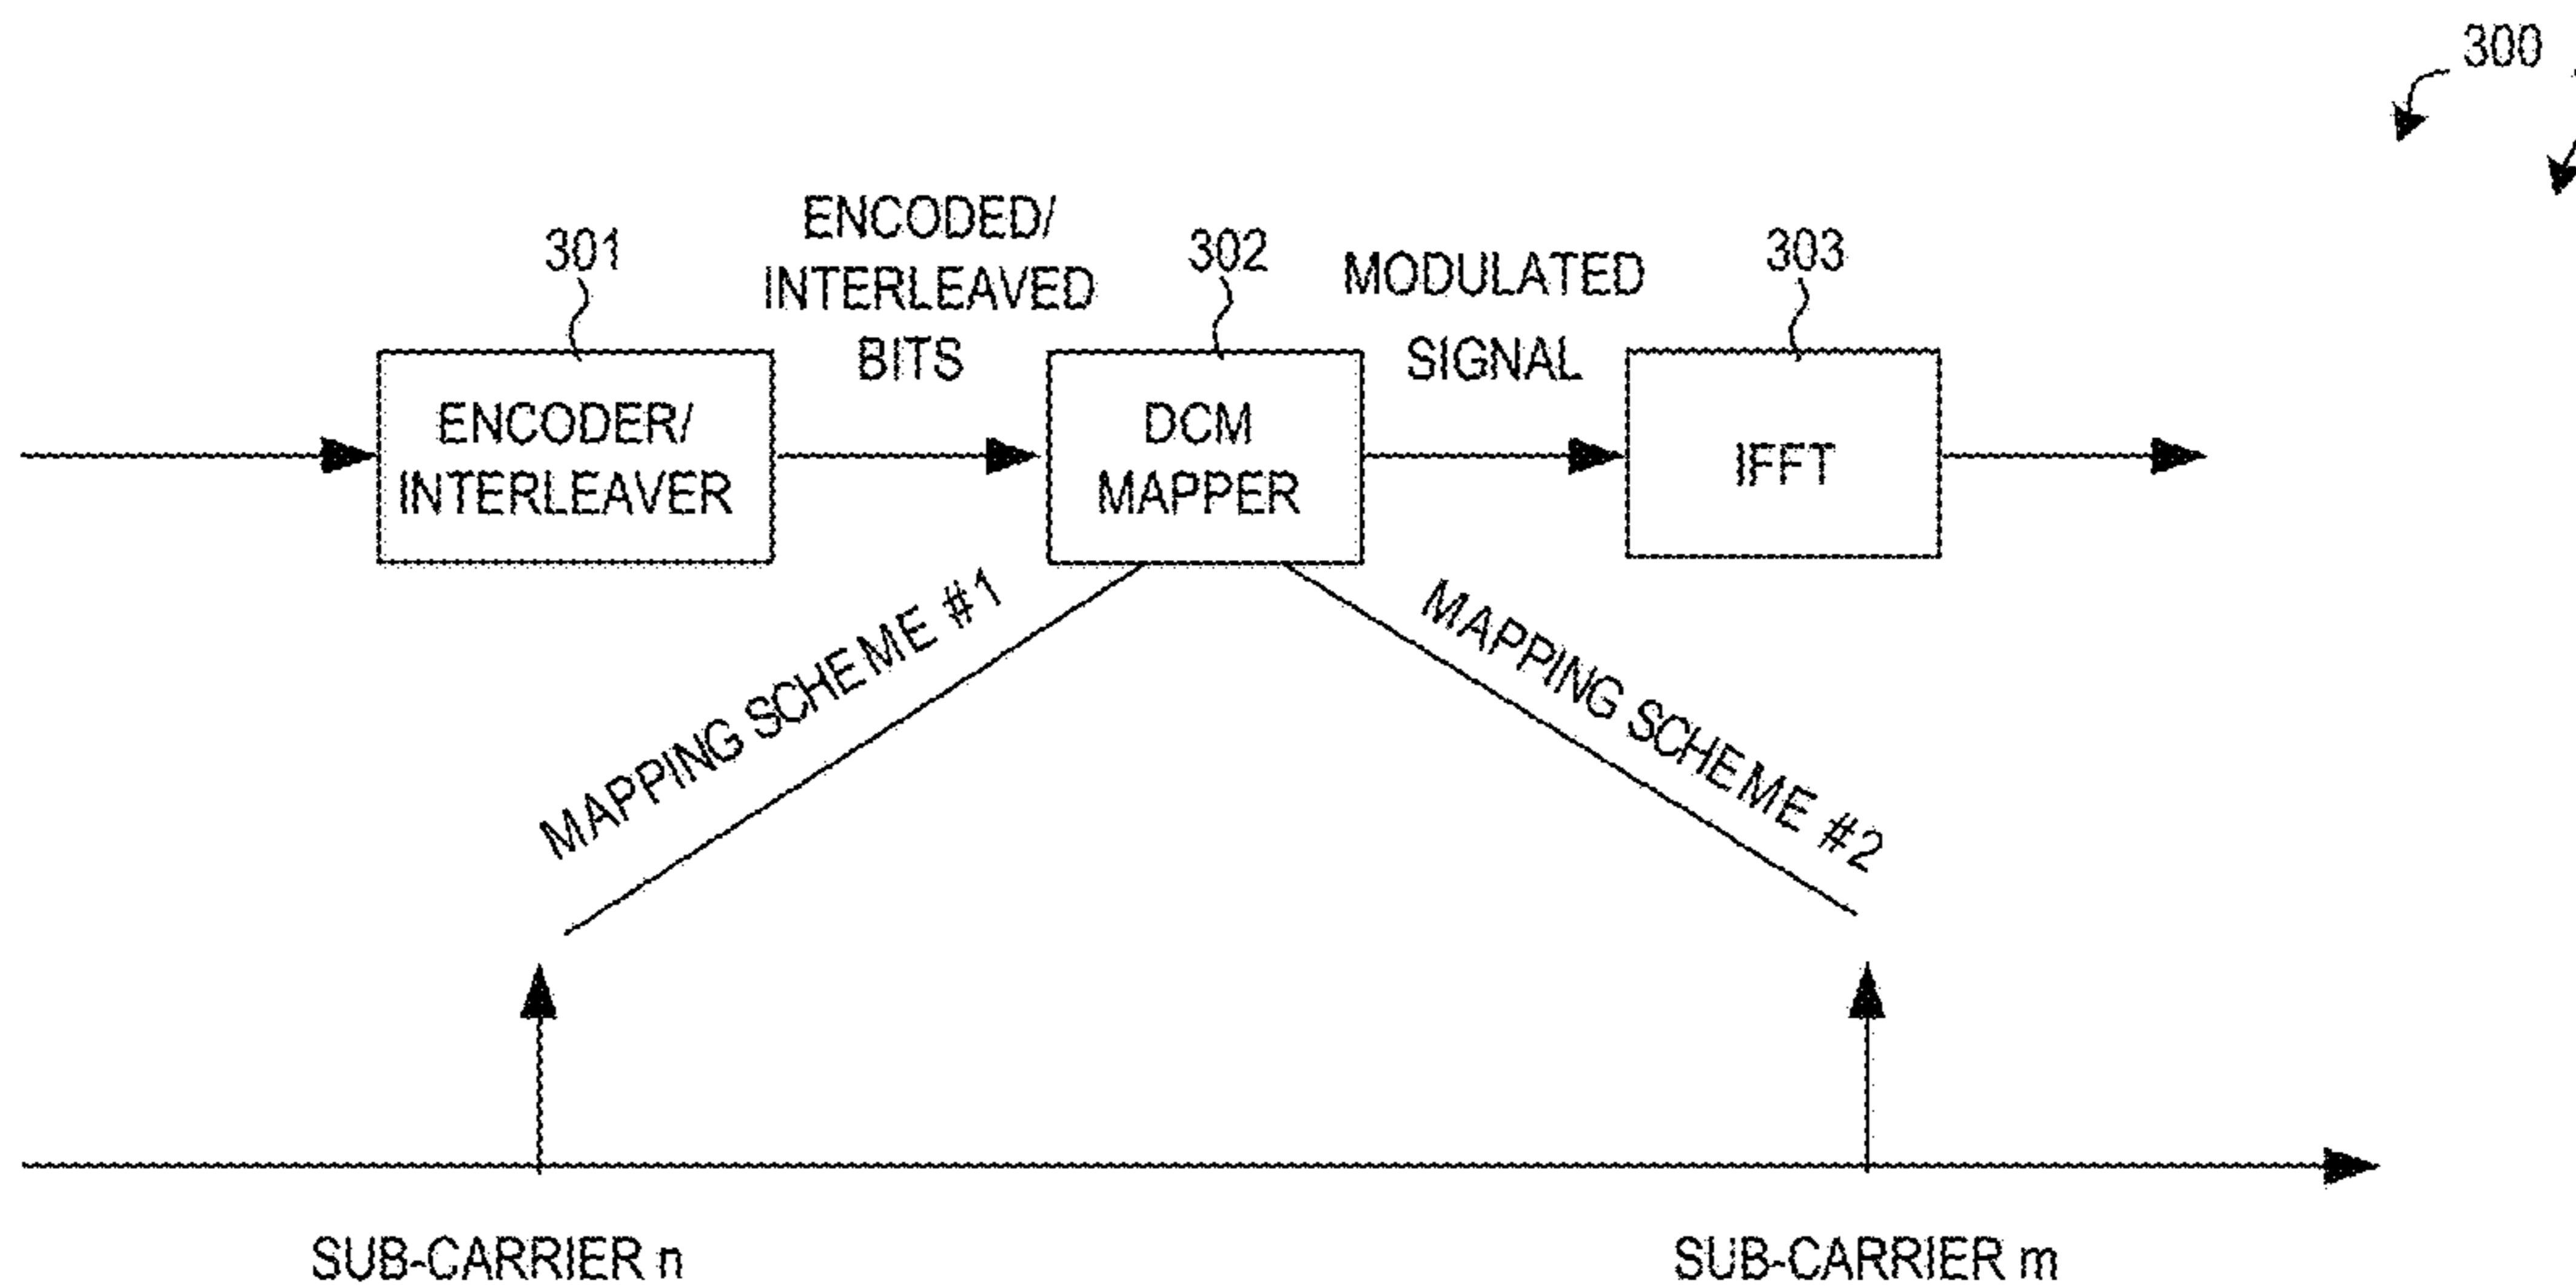 300
ENCODED/
INTERLEAVED
BITS
301
302
MODULATED
SIGNAL
303
ENCODER/
INTERLEAVER
DCM
MAPPER
IFFT
MAPPING SCHEME #1
MAPPING SCHEME #2
SUB-CARRIER n
SUB-CARRIER m